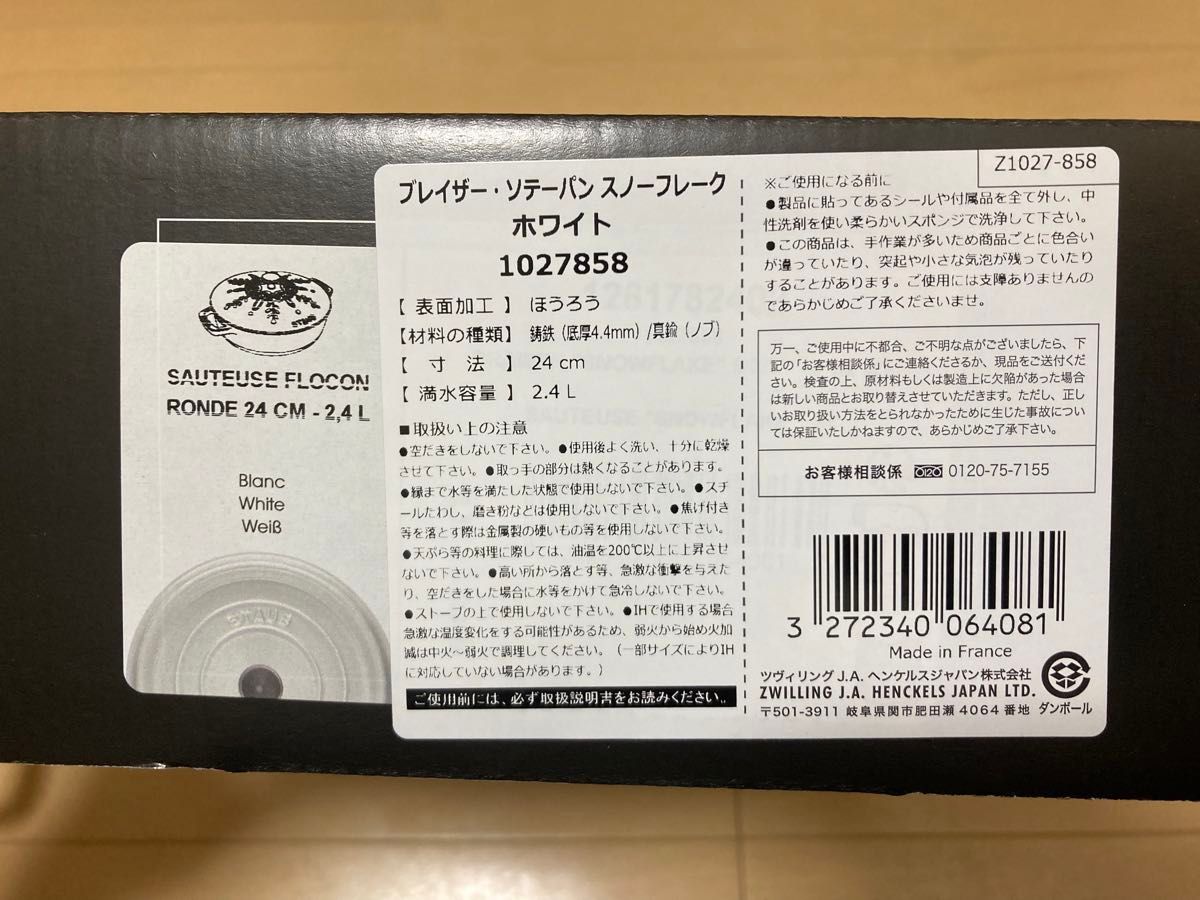 SAUTEUSE FLOCON
RONDE 24 CM - 2,4 L
Blanc
White
Weiß
STAUB
ブレイザー・ソテーパン スノーフレーク
ホワイト
1027858
【 表面加工 】 ほうろう
【材料の種類】 鋳鉄（底厚4.4mm）/真鍮（ノブ）
【 寸 法 】 24 cm
【 満水容量 】 2.4 L
■取扱い上の注意
●空だきをしないで下さい。●使用後よく洗い、十分に乾燥
させて下さい。●取っ手の部分は熱くなることがあります。
●縁まで水等を満たした状態で使用しないで下さい。●スチ
ールたわし、磨き粉などは使用しないで下さい。●焦げ付き
等を落とす際は金属製の硬いもの等を使用しないで下さい。
●天ぷら等の料理に際しては、油温を200℃以上に上昇させ
ないで下さい。●高い所から落とす等、急激な衝撃を与えた
り、空だきをした場合に水等をかけて急冷しないで下さい。
●ストーブの上で使用しないで下さい。●IHで使用する場合
急激な温度変化をする可能性があるため、弱火から始め火加
減は中火～弱火で調理してください。（一部サイズによりIH
に対応していない場合があります。）
ご使用前には、必ず取扱説明書をお読みください。
Z1027-858
※ご使用になる前に
●製品に貼ってあるシールや付属品を全て外し、中
性洗剤を使い柔らかいスポンジで洗浄して下さい。
●この商品は、手作業が多いため商品ごとに色合い
が違っていたり、突起や小さな気泡が残っていたり
することがあります。ご使用には支障ありませんの
であらかじめご了承くださいませ。
万一、ご使用中に不都合、ご不明な点がございましたら、下
記の「お客様相談係」にご連絡くださるか、現品をご送付くださ
い。検査の上、原材料もしくは製造上に欠陥があった場合
は新しい商品とお取り替えさせていただきます。ただし、正し
いお取り扱い方法をとられなかったために生じた事故につい
ては保証いたしかねますので、あらかじめご了承下さい。
お客様相談係 0120-75-7155
3 272340 064081
Made in France
ツヴィリング J.A. ヘンケルスジャパン株式会社
ZWILLING J.A. HENCKELS JAPAN LTD.
〒501-3911 岐阜県関市肥田瀬 4064 番地
ダンボール